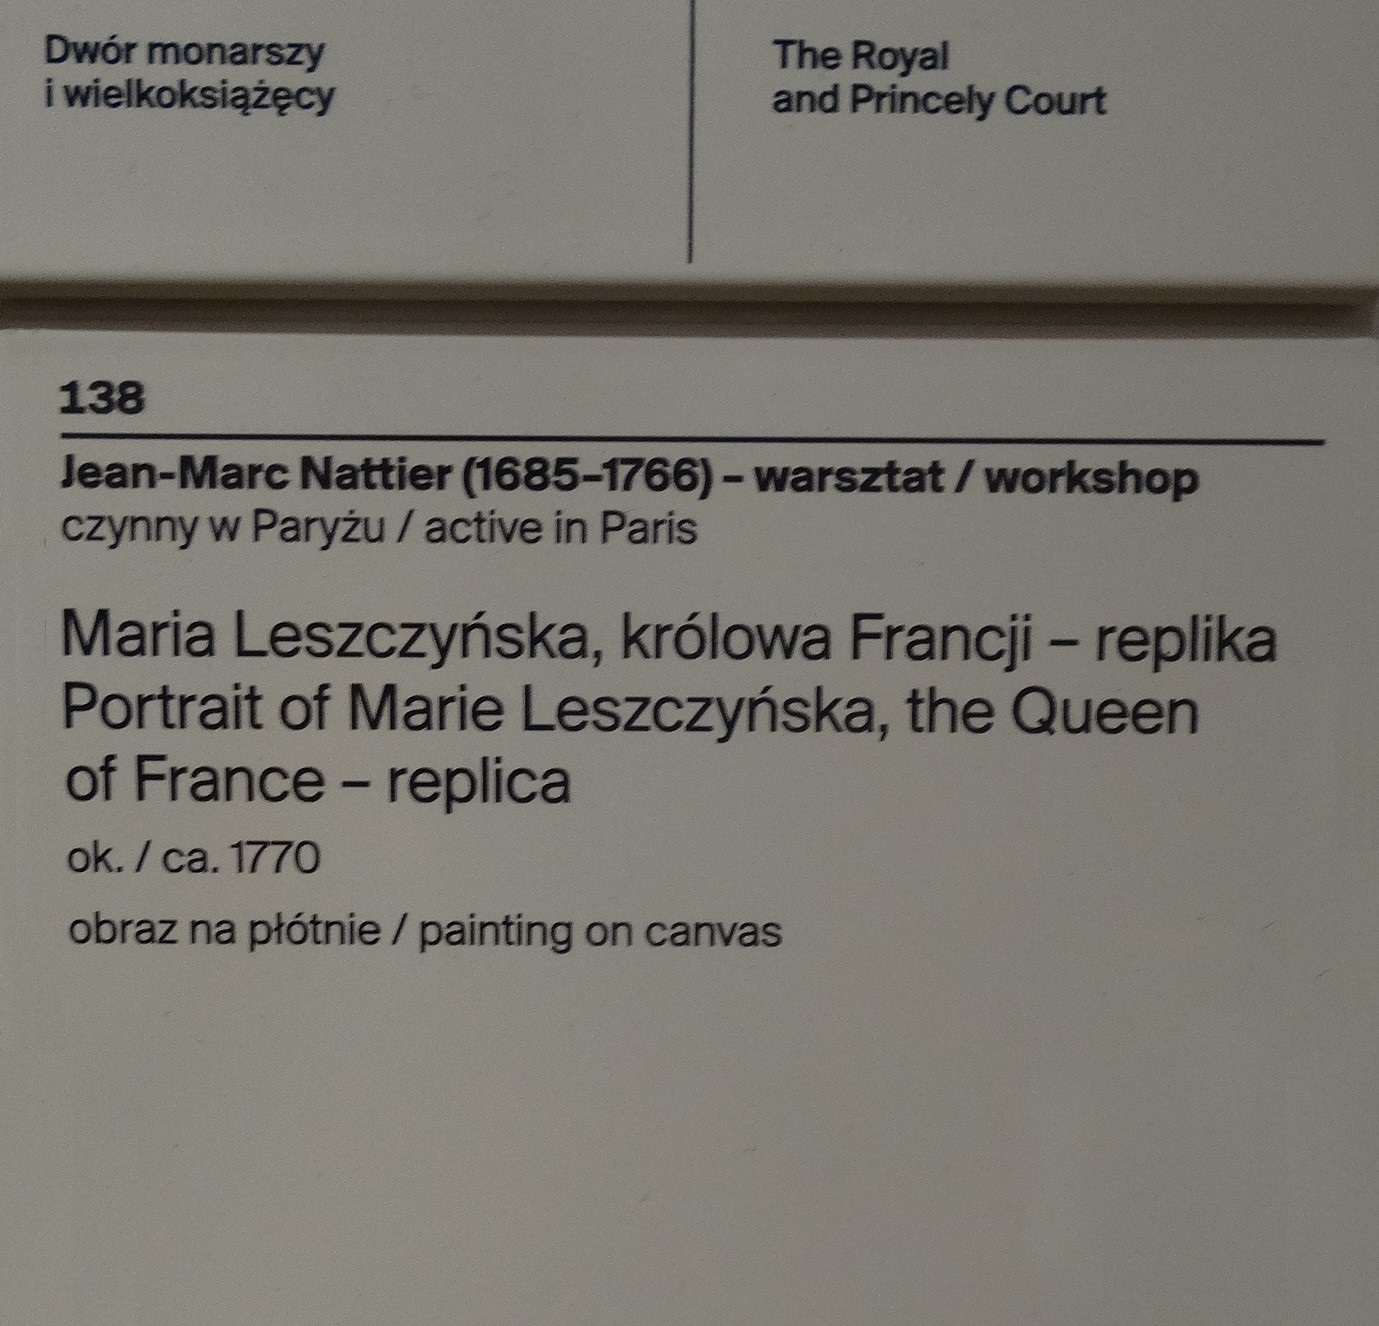 Dwór monarszy
i wielkoksiążęcy
The Royal
and Princely Court
138
Jean-Marc Nattier (1685–1766) – warsztat / workshop
czynny w Paryżu / active in Paris
Maria Leszczyńska, królowa Francji – replika
Portrait of Marie Leszczyńska, the Queen
of France – replica
ok. / ca. 1770
obraz na płótnie / painting on canvas